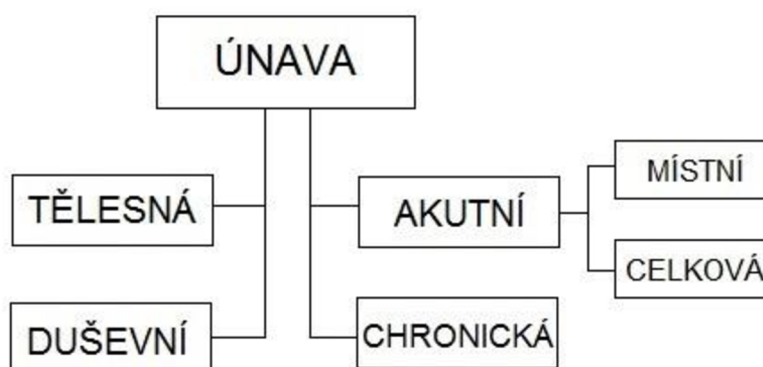 ÚNAVA
TĚLESNÁ
AKUTNÍ
MÍSTNÍ
CELKOVÁ
DUŠEVNÍ
CHRONICKÁ